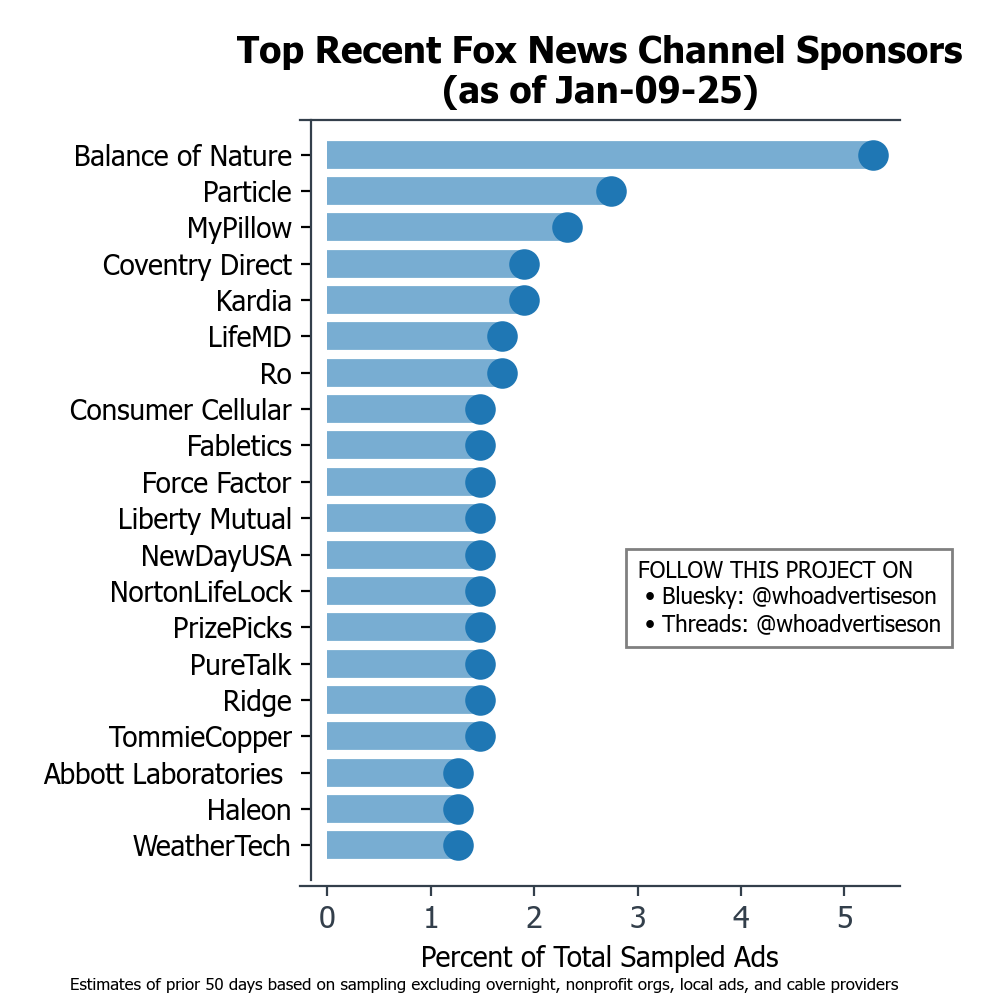 Top Recent Fox News Channel Sponsors
(as of Jan-09-25)
Balance of Nature
Particle
MyPillow
Coventry Direct
Kardia
LifeMD
Ro
Consumer Cellular
Fabletics
Force Factor
Liberty Mutual
NewDayUSA
NortonLifeLock
PrizePicks
PureTalk
Ridge
TommieCopper
Abbott Laboratories
Haleon
WeatherTech
FOLLOW THIS PROJECT ON
• Bluesky: @whoadvertiseson
• Threads: @whoadvertiseson
0 1 2 3 4 5
Percent of Total Sampled Ads
Estimates of prior 50 days based on sampling excluding overnight, nonprofit orgs, local ads, and cable providers